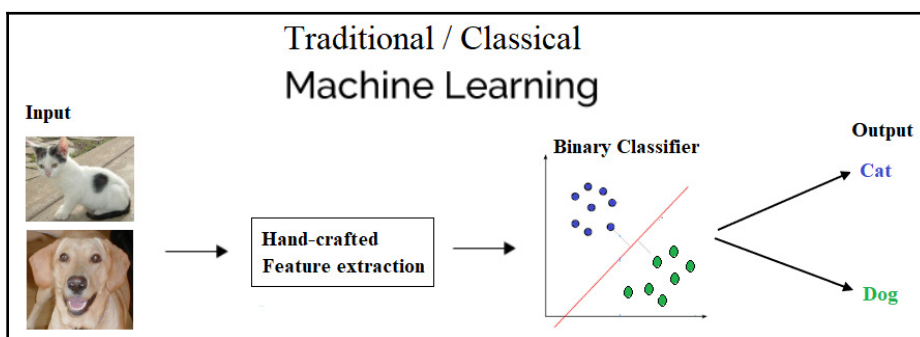 Traditional / Classical
Machine Learning
Input
Hand-crafted
Feature extraction
Binary Classifier
Output
Cat
Dog